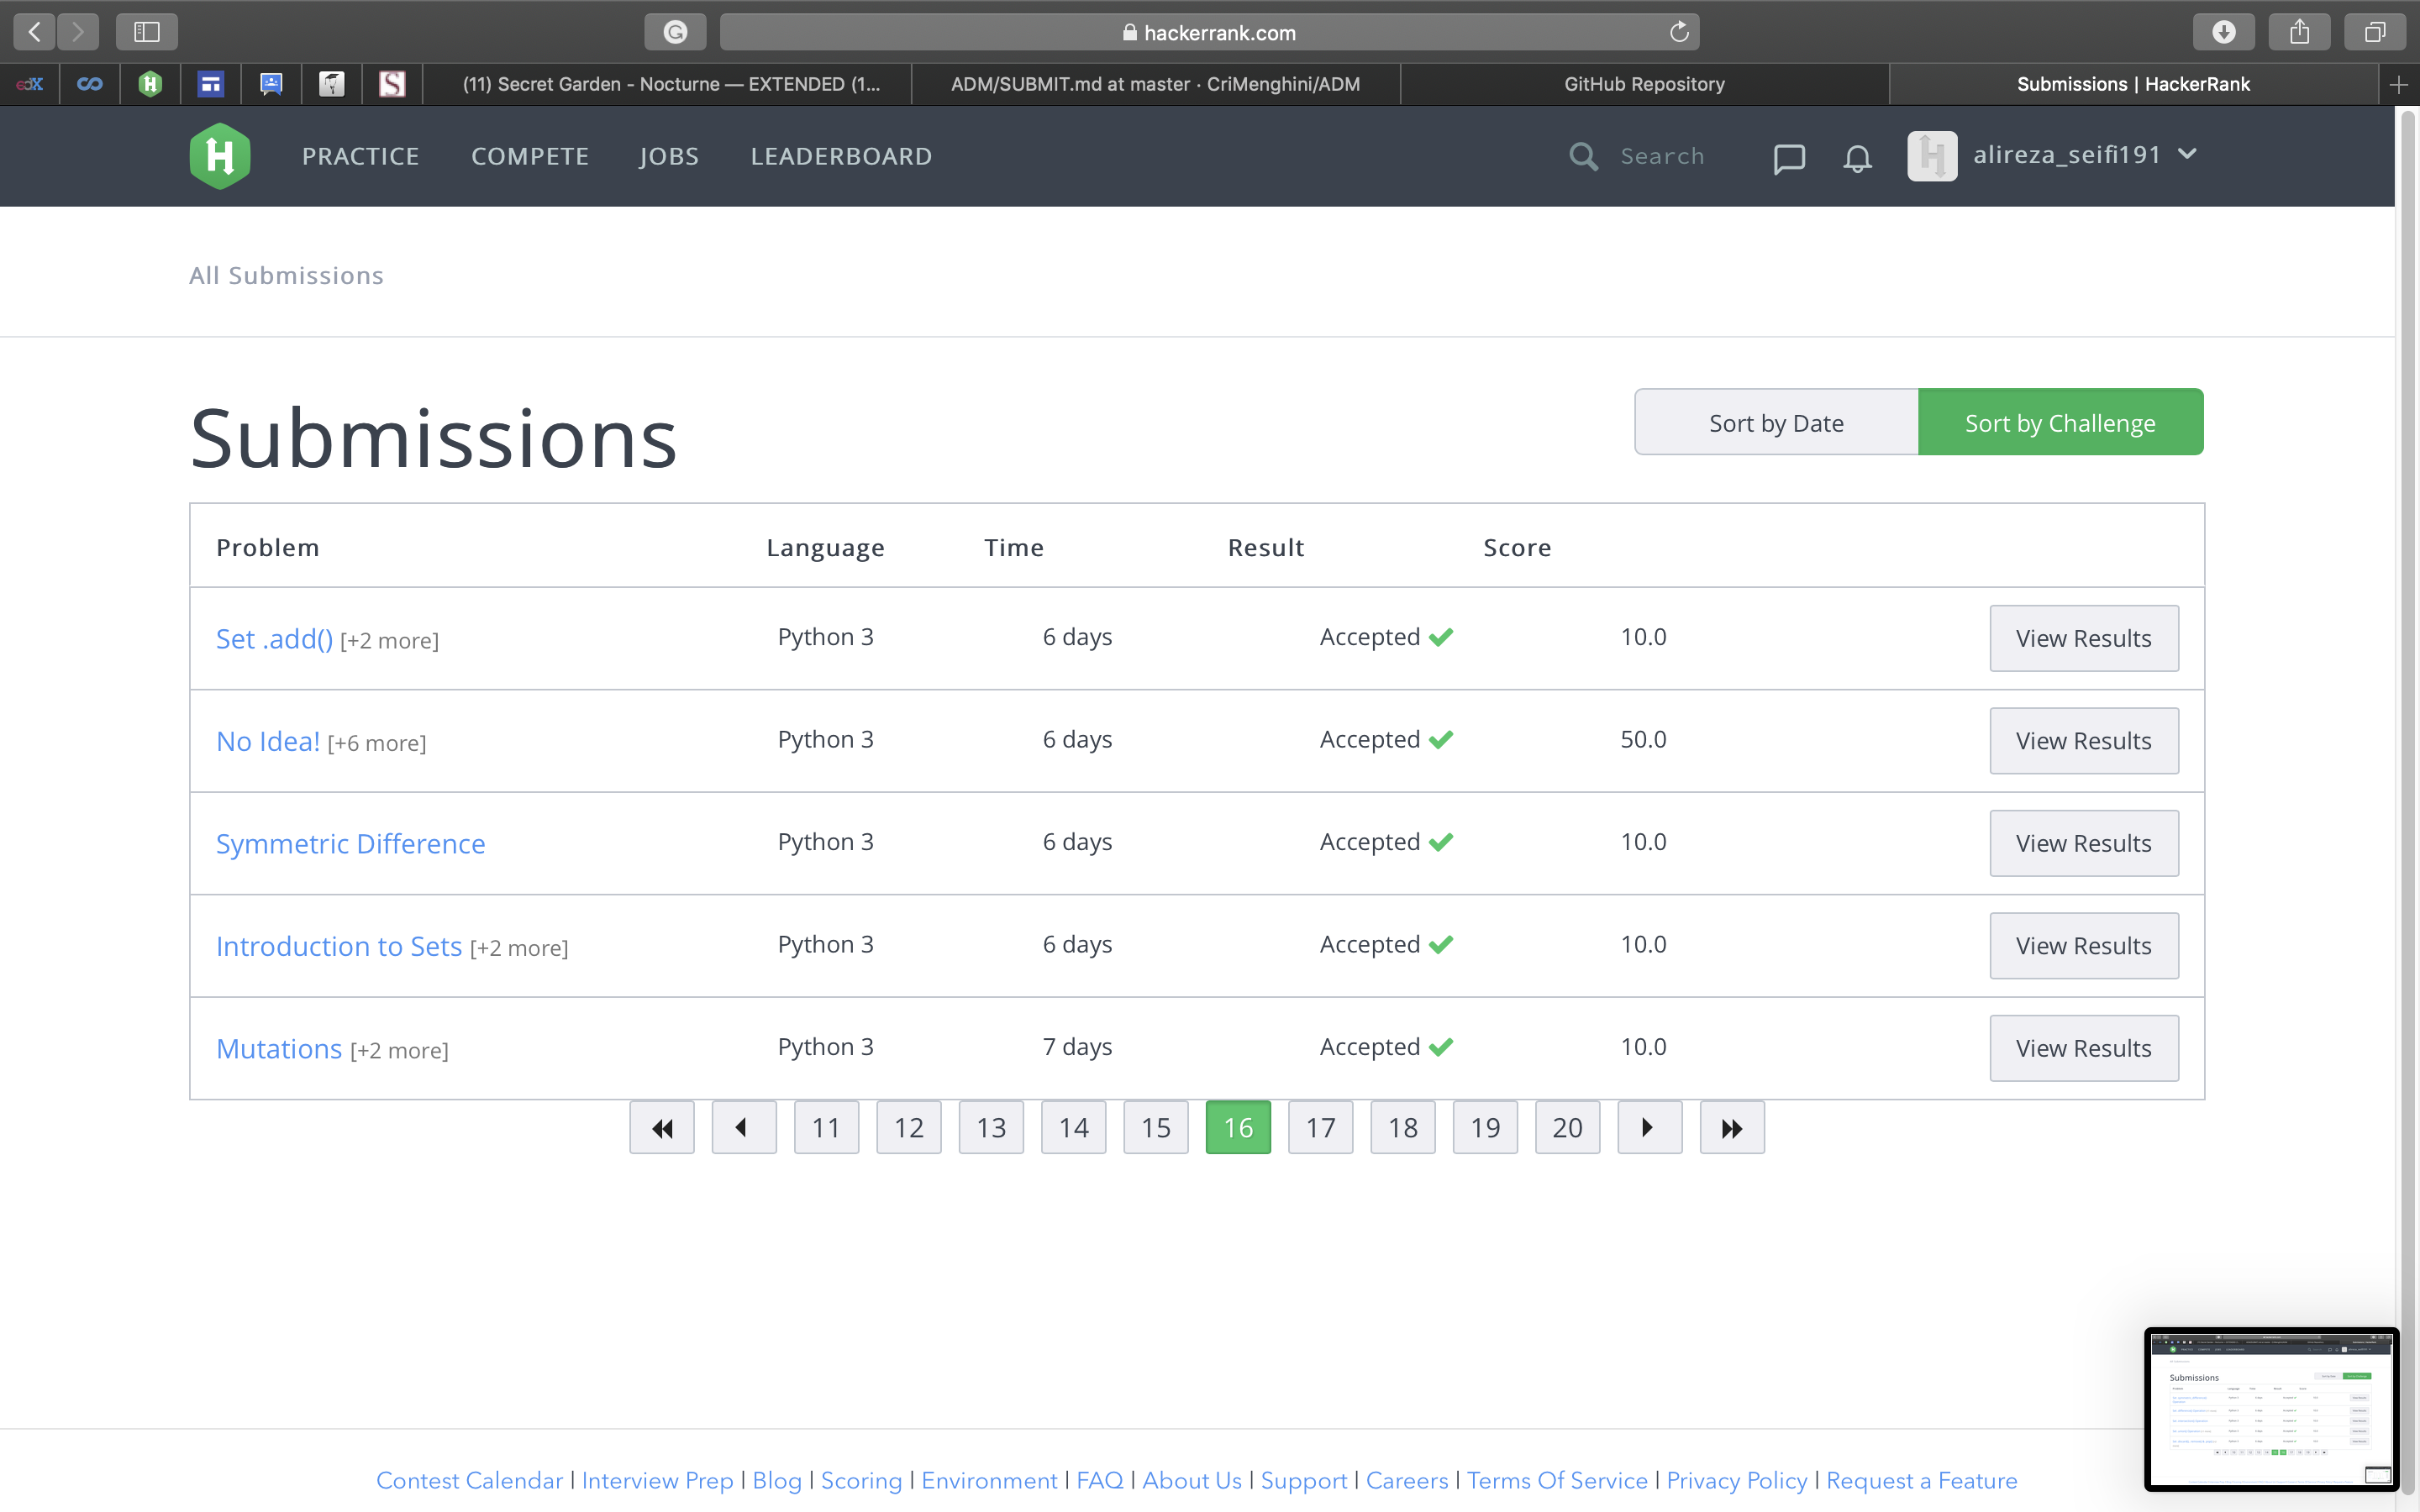 hackerrank.com
(11) Secret Garden - Nocturne — EXTENDED (1...
ADM/SUBMIT.md at master · CriMenghini/ADM
GitHub Repository
Submissions | HackerRank
PRACTICE COMPETE JOBS LEADERBOARD Search alireza_seifi191
All Submissions
Submissions
Sort by Date Sort by Challenge
Problem Language Time Result Score
Set .add() [+2 more] Python 3 6 days Accepted 10.0 View Results
No Idea! [+6 more] Python 3 6 days Accepted 50.0 View Results
Symmetric Difference Python 3 6 days Accepted 10.0 View Results
Introduction to Sets [+2 more] Python 3 6 days Accepted 10.0 View Results
Mutations [+2 more] Python 3 7 days Accepted 10.0 View Results
11 12 13 14 15 16 17 18 19 20
Submissions
Contest Calendar | Interview Prep | Blog | Scoring | Environment | FAQ | About Us | Support | Careers | Terms Of Service | Privacy Policy | Request a Feature